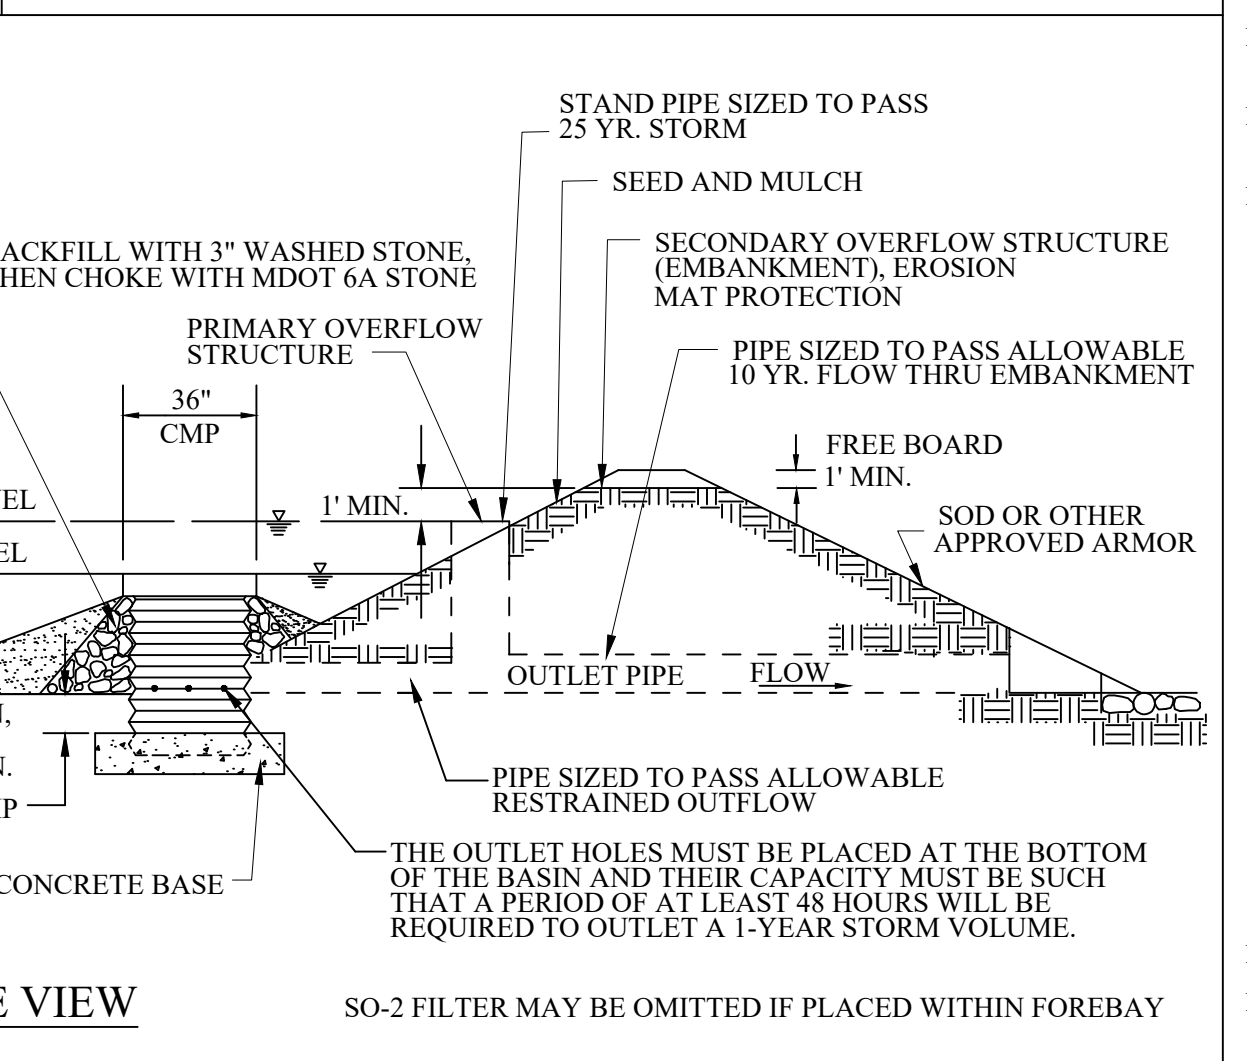 STAND PIPE SIZED TO PASS
25 YR. STORM
SEED AND MULCH
SECONDARY OVERFLOW STRUCTURE
(EMBANKMENT), EROSION
MAT PROTECTION
ACKFILL WITH 3" WASHED STONE,
HEN CHOKE WITH MDOT 6A STONE
PRIMARY OVERFLOW
STRUCTURE
PIPE SIZED TO PASS ALLOWABLE
10 YR. FLOW THRU EMBANKMENT
36"
CMP
FREE BOARD
1' MIN.
VEL
1' MIN.
SOD OR OTHER
APPROVED ARMOR
EL
OUTLET PIPE
FLOW
N,
N.
PIPE SIZED TO PASS ALLOWABLE
RESTRAINED OUTFLOW
MP
THE OUTLET HOLES MUST BE PLACED AT THE BOTTOM
OF THE BASIN AND THEIR CAPACITY MUST BE SUCH
THAT A PERIOD OF AT LEAST 48 HOURS WILL BE
REQUIRED TO OUTLET A 1-YEAR STORM VOLUME.
CONCRETE BASE
E VIEW
SO-2 FILTER MAY BE OMITTED IF PLACED WITHIN FOREBAY